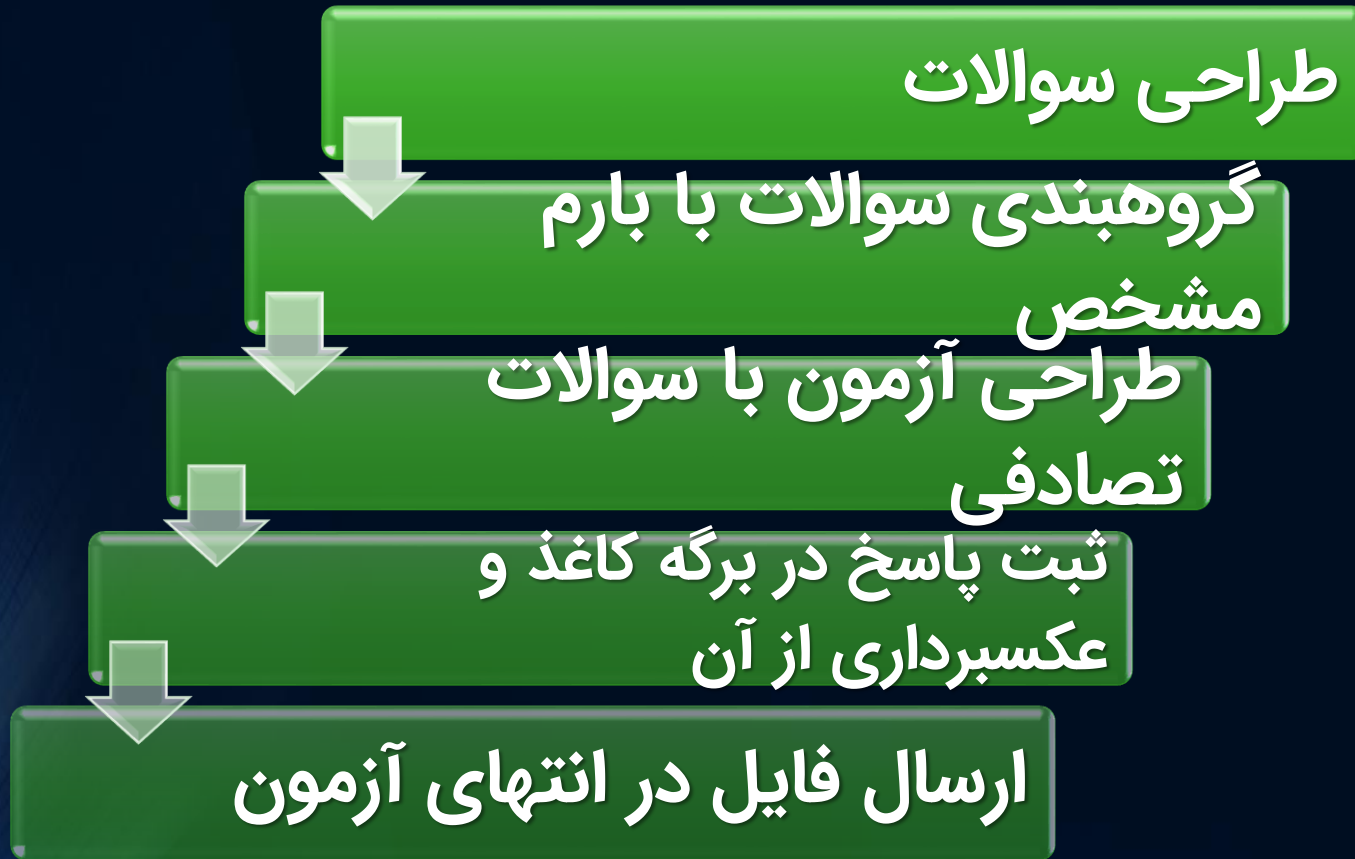 طراحی سوالات
گروهبندی سوالات با بارم
مشخص
طراحی آزمون با سوالات
تصادفی
ثبت پاسخ در برگه کاغذ و
عکسبرداری از آن
ارسال فایل در انتهای آزمون